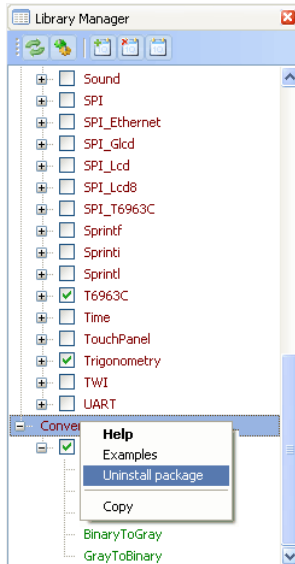 Library Manager
Sound
SPI
SPI_Ethernet
SPI_Glcd
SPI_Lcd
SPI_Lcd8
SPI_T6963C
Sprintf
Sprinti
Sprintl
T6963C
Time
TouchPanel
Trigonometry
TWI
UART
Help
Examples
Uninstall package
Copy
BinaryToGray
GrayToBinary